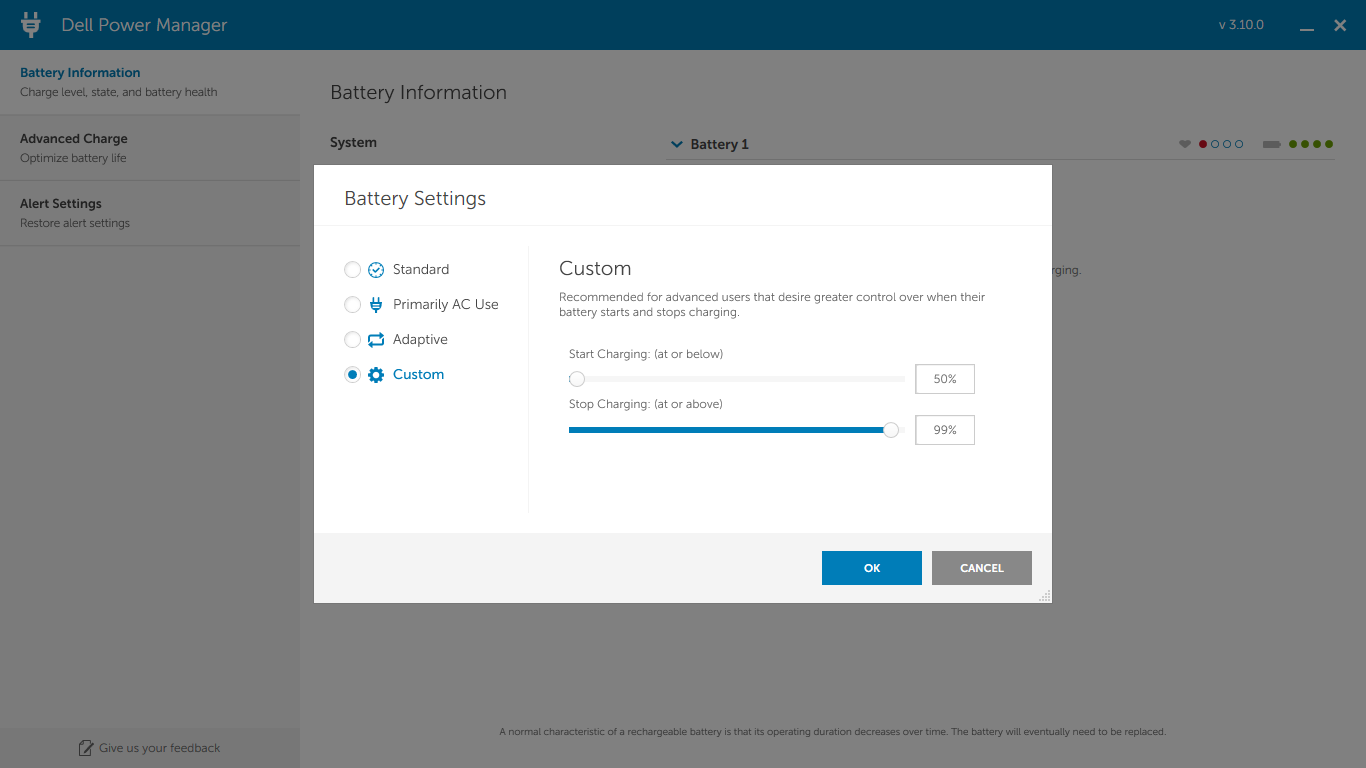 Dell Power Manager
v 3.10.0
Battery Information
Charge level, state, and battery health
Advanced Charge
Optimize battery life
Alert Settings
Restore alert settings
Give us your feedback
Battery Information
System
Battery 1
rging.
Battery Settings
Standard
Primarily AC Use
Adaptive
Custom
Custom
Recommended for advanced users that desire greater control over when their
battery starts and stops charging.
Start Charging: (at or below)
50%
Stop Charging: (at or above)
99%
OK
CANCEL
A normal characteristic of a rechargeable battery is that its operating duration decreases over time. The battery will eventually need to be replaced.